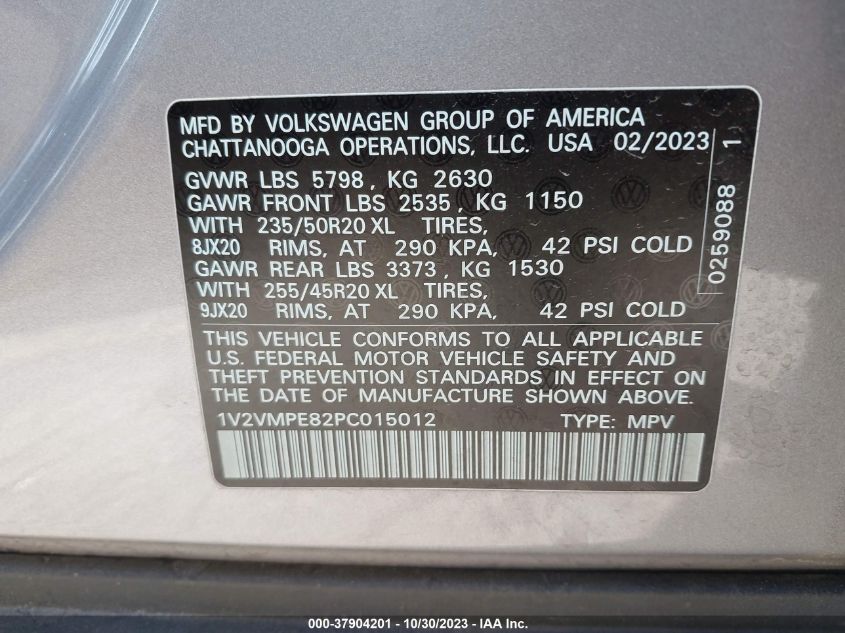 MFD BY VOLKSWAGEN GROUP OF AMERICA
CHATTANOOGA OPERATIONS, LLC. USA 02/2023
GVWR LBS 5798, KG 2630
GAWR FRONT LBS 2535 KG 1150
WITH 235/50R20 XL TIRES,
8JX20 RIMS, AT 290 KPA, 42 PSI COLD
GAWR REAR LBS 3373, KG 1530
WITH 255/45R20 XL TIRES,
9JX20 RIMS, AT 290 KPA, 42 PSI COLD
0259088 1
THIS VEHICLE CONFORMS TO ALL APPLICABLE
U.S. FEDERAL MOTOR VEHICLE SAFETY AND
THEFT PREVENTION STANDARDS IN EFFECT ON
THE DATE OF MANUFACTURE SHOWN ABOVE.
1V2VMPE82PC015012 TYPE: MPV
000-37904201 - 10/30/2023 - IAA Inc.